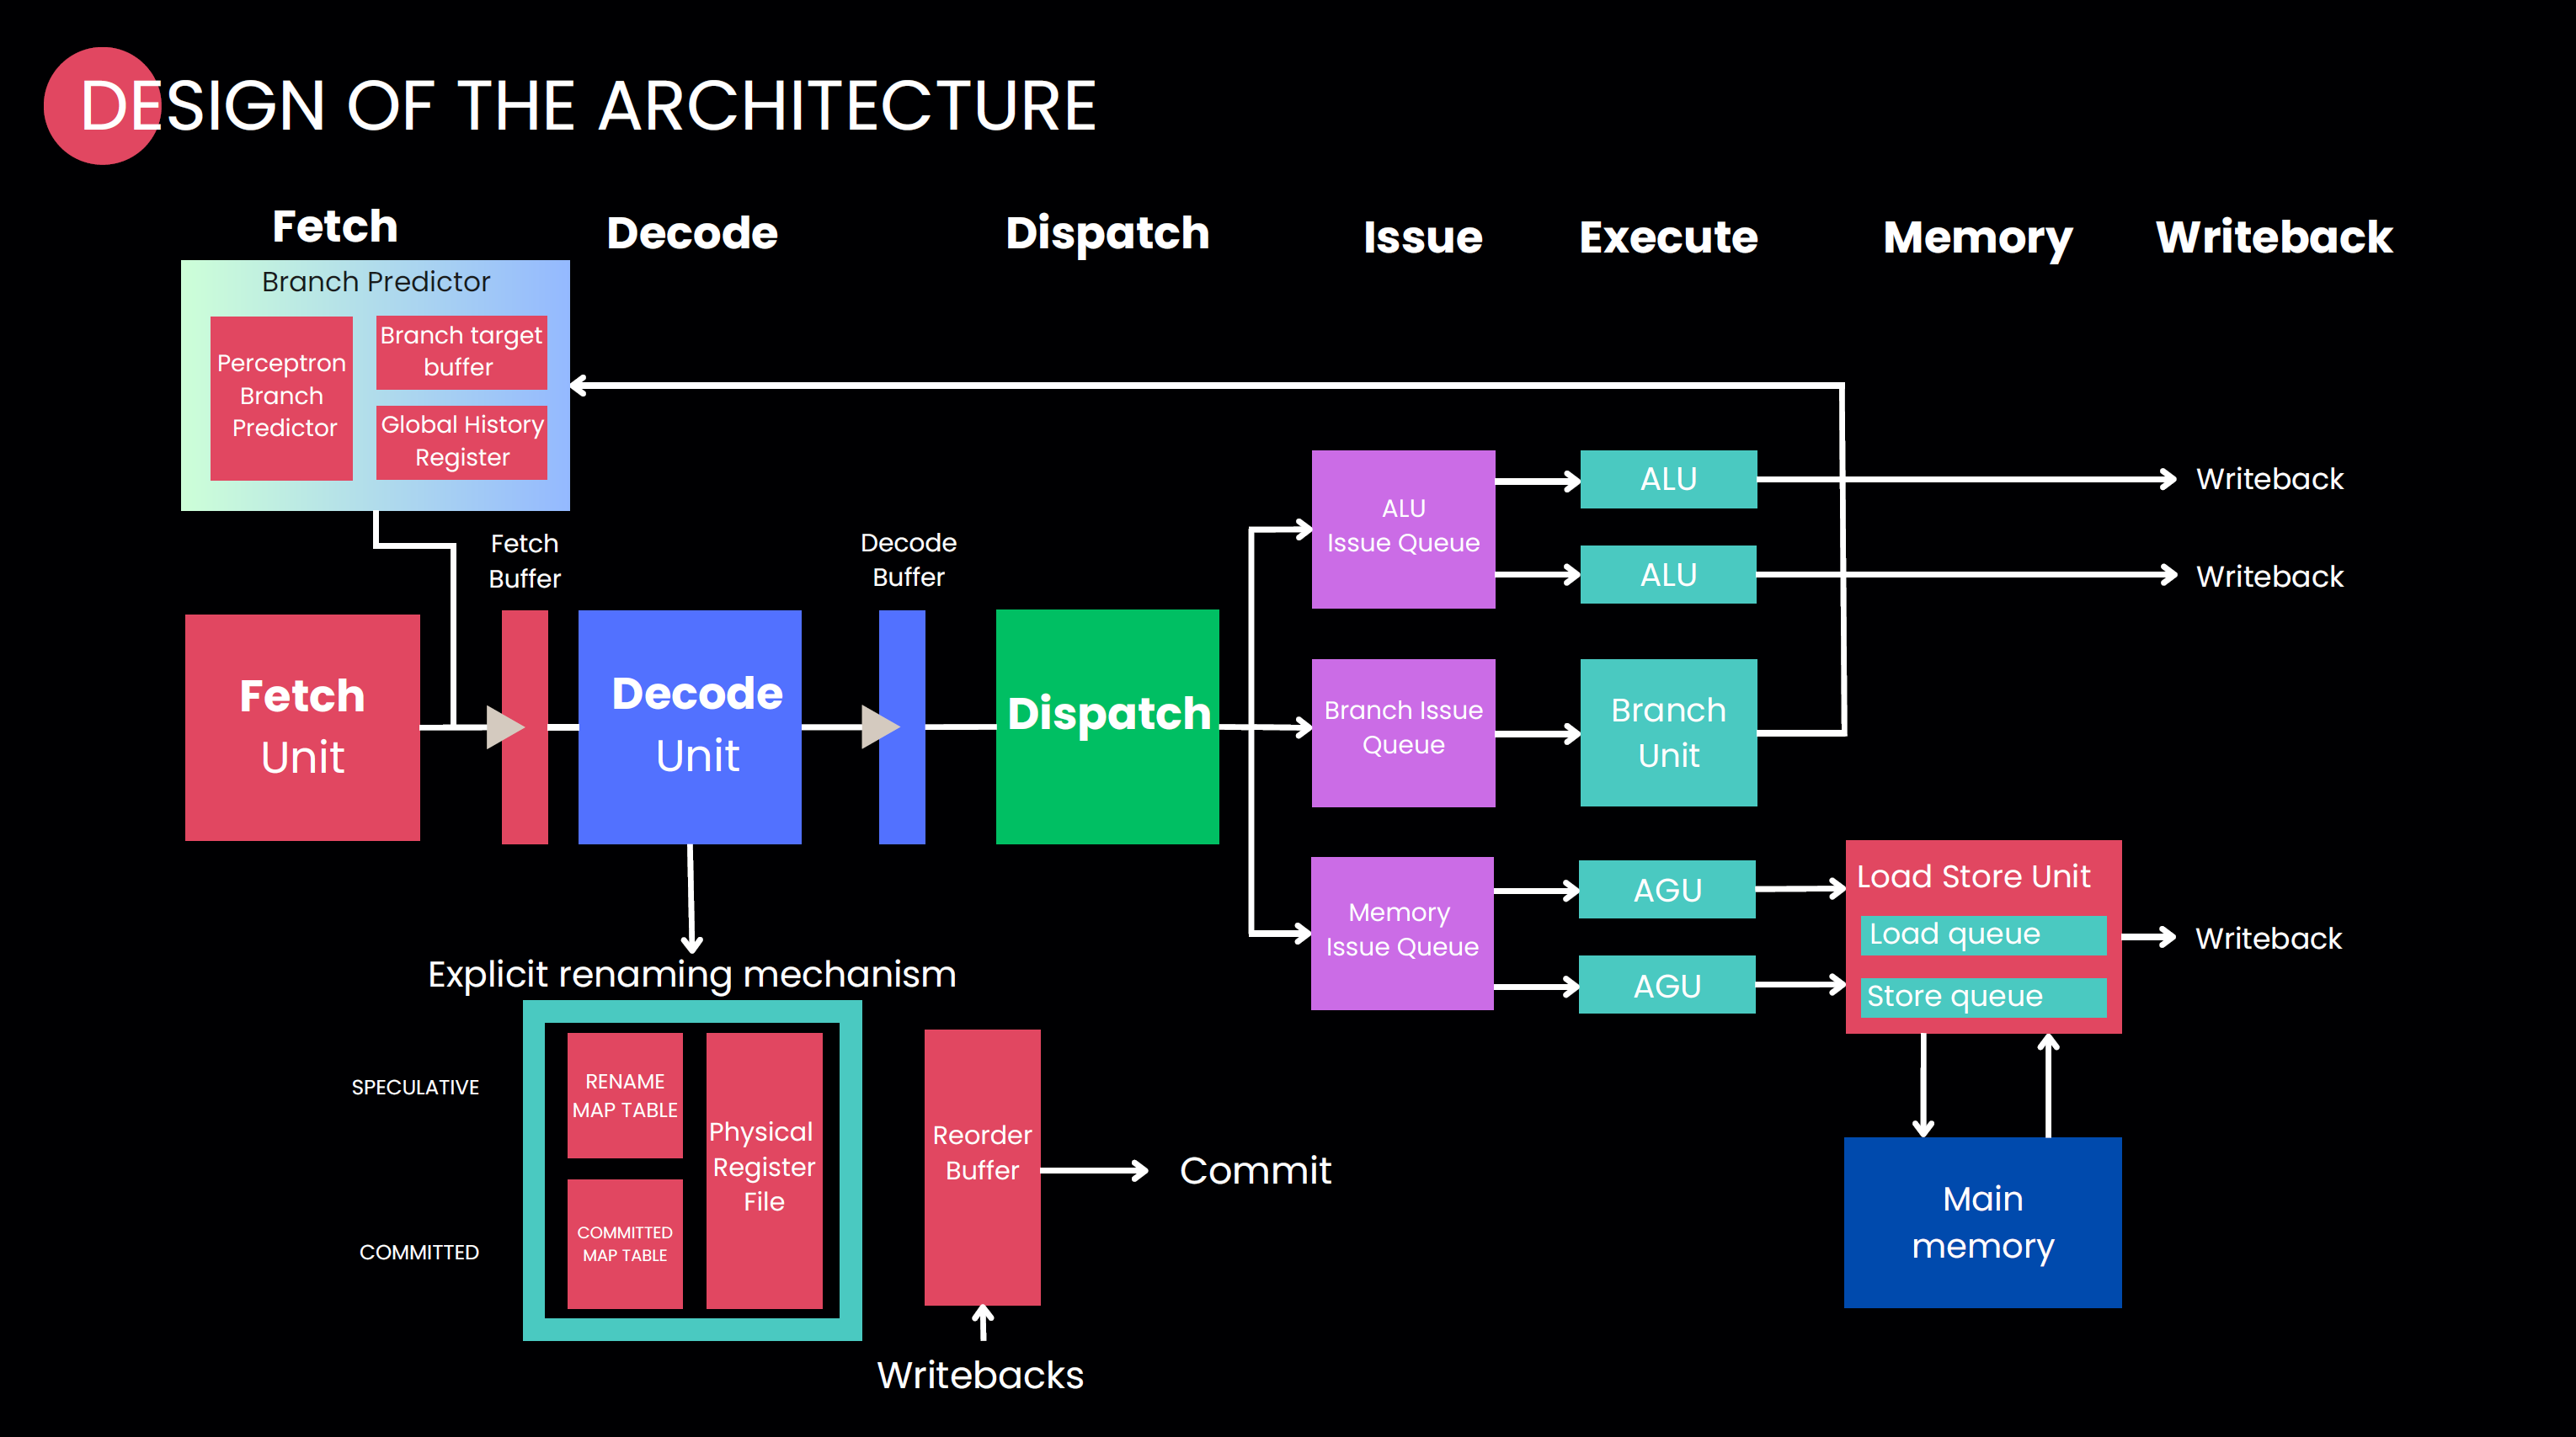 DESIGN OF THE ARCHITECTURE
Fetch
Decode
Dispatch
Issue
Execute
Memory
Writeback
Branch Predictor
Perceptron
Branch
Predictor
Branch target
buffer
Global History
Register
Fetch
Buffer
Decode
Buffer
Fetch
Unit
Decode
Unit
Dispatch
ALU
Issue Queue
ALU
ALU
Writeback
Writeback
Branch Issue
Queue
Branch
Unit
Memory
Issue Queue
AGU
AGU
Load Store Unit
Load queue
Store queue
Writeback
Main
memory
Explicit renaming mechanism
SPECULATIVE
COMMITTED
RENAME
MAP TABLE
COMMITTED
MAP TABLE
Physical
Register
File
Reorder
Buffer
Commit
Writebacks